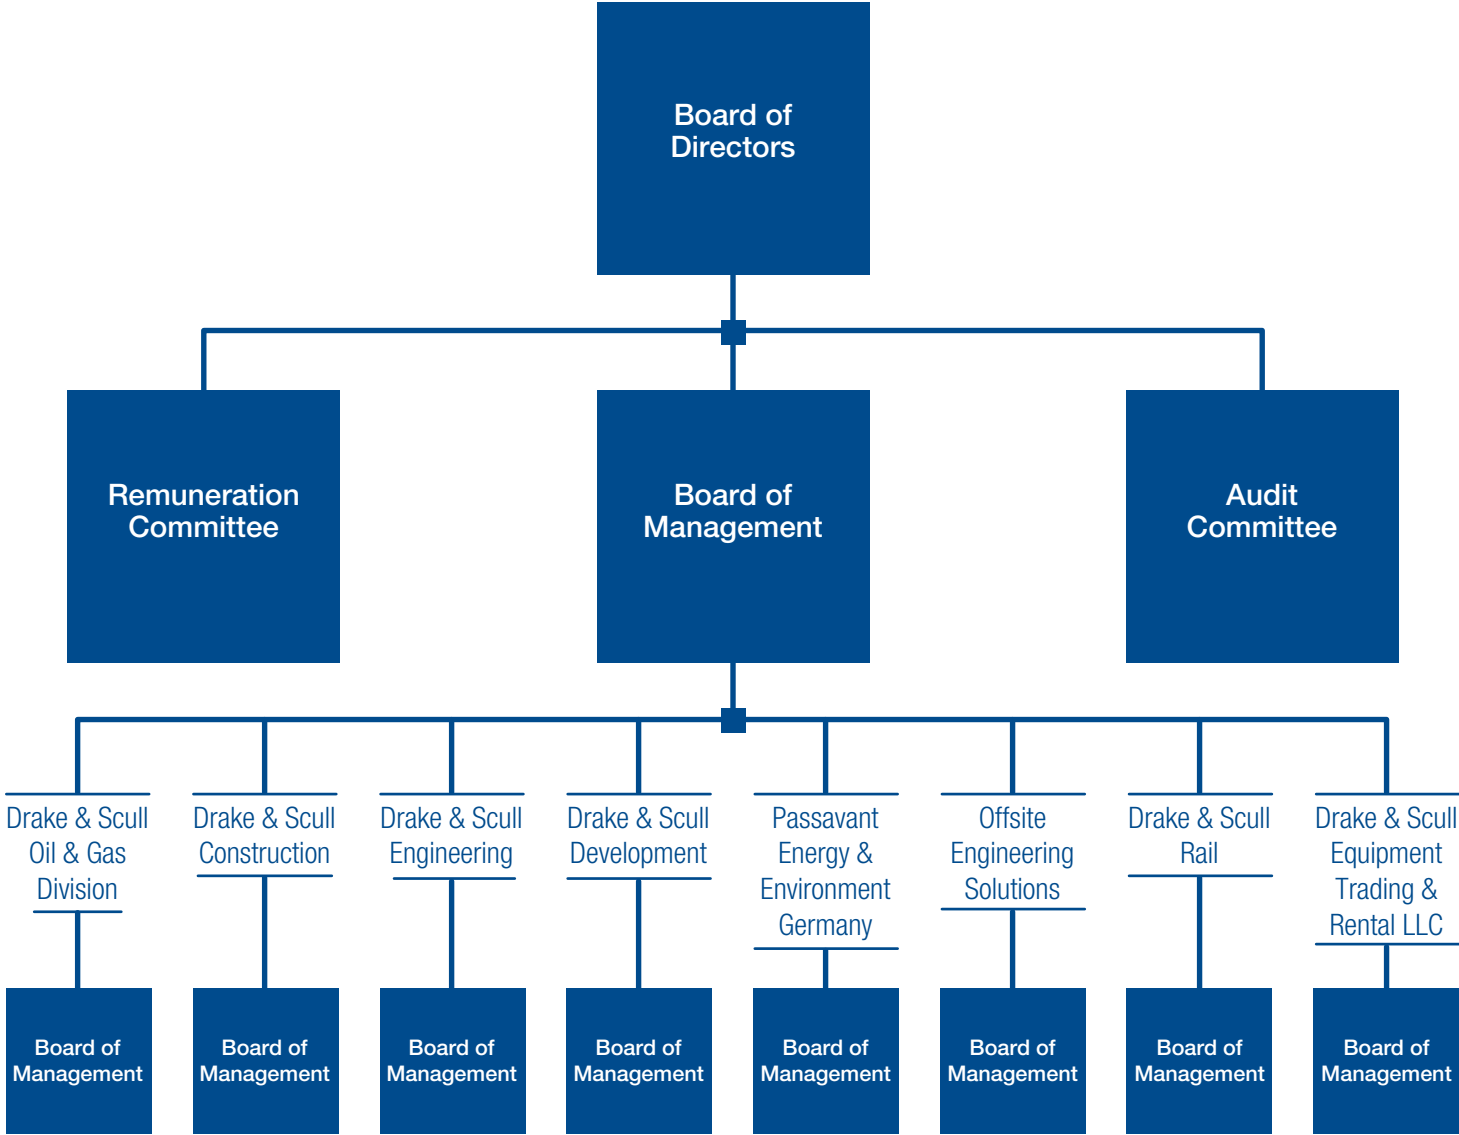 Board of
Directors
Remuneration
Committee
Board of
Management
Audit
Committee
Drake & Scull
Oil & Gas
Division
Drake & Scull
Construction
Drake & Scull
Engineering
Drake & Scull
Development
Passavant
Energy &
Environment
Germany
Offsite
Engineering
Solutions
Drake & Scull
Rail
Drake & Scull
Equipment
Trading &
Rental LLC
Board of
Management
Board of
Management
Board of
Management
Board of
Management
Board of
Management
Board of
Management
Board of
Management
Board of
Management